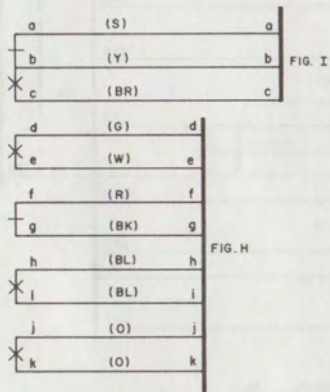 a (S) a
b (Y) b
FIG. I
c (BR) c
d (G) d
e (W) e
f (R) f
g (BK) g
FIG. H
h (BL) h
i (BL) i
j (O) j
k (O) k